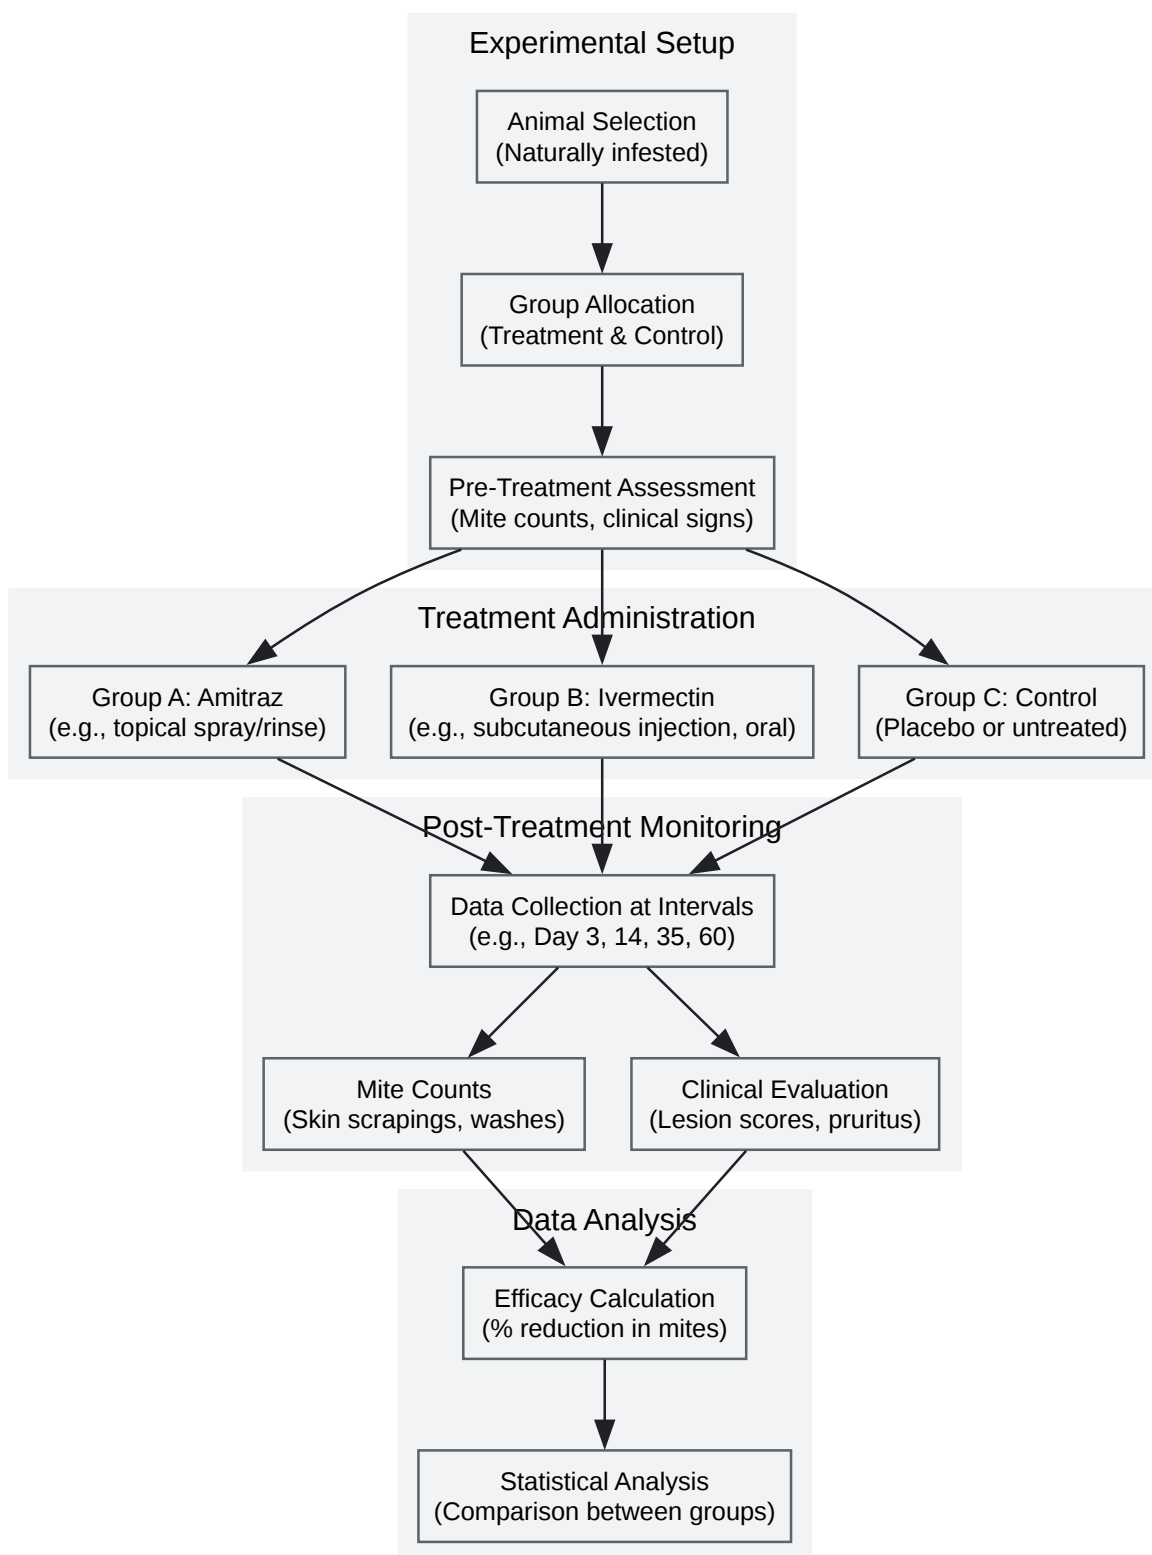 Experimental Setup
Animal Selection
(Naturally infested)
Group Allocation
(Treatment & Control)
Pre-Treatment Assessment
(Mite counts, clinical signs)
Treatment Administration
Group A: Amitraz
(e.g., topical spray/rinse)
Group B: Ivermectin
(e.g., subcutaneous injection, oral)
Group C: Control
(Placebo or untreated)
Post-Treatment Monitoring
Data Collection at Intervals
(e.g., Day 3, 14, 35, 60)
Mite Counts
(Skin scrapings, washes)
Clinical Evaluation
(Lesion scores, pruritus)
Data Analysis
Efficacy Calculation
(% reduction in mites)
Statistical Analysis
(Comparison between groups)